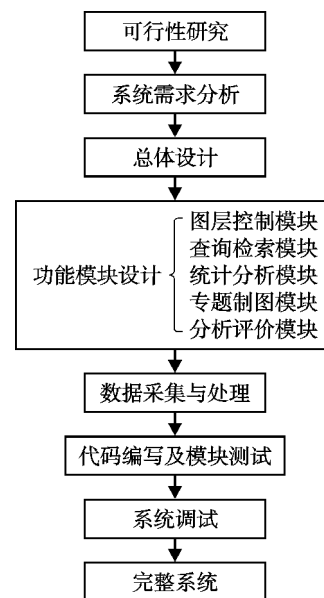 可行性研究
系统需求分析
总体设计
功能模块设计
图层控制模块
查询检索模块
统计分析模块
专题制图模块
分析评价模块
数据采集与处理
代码编写及模块测试
系统调试
完整系统